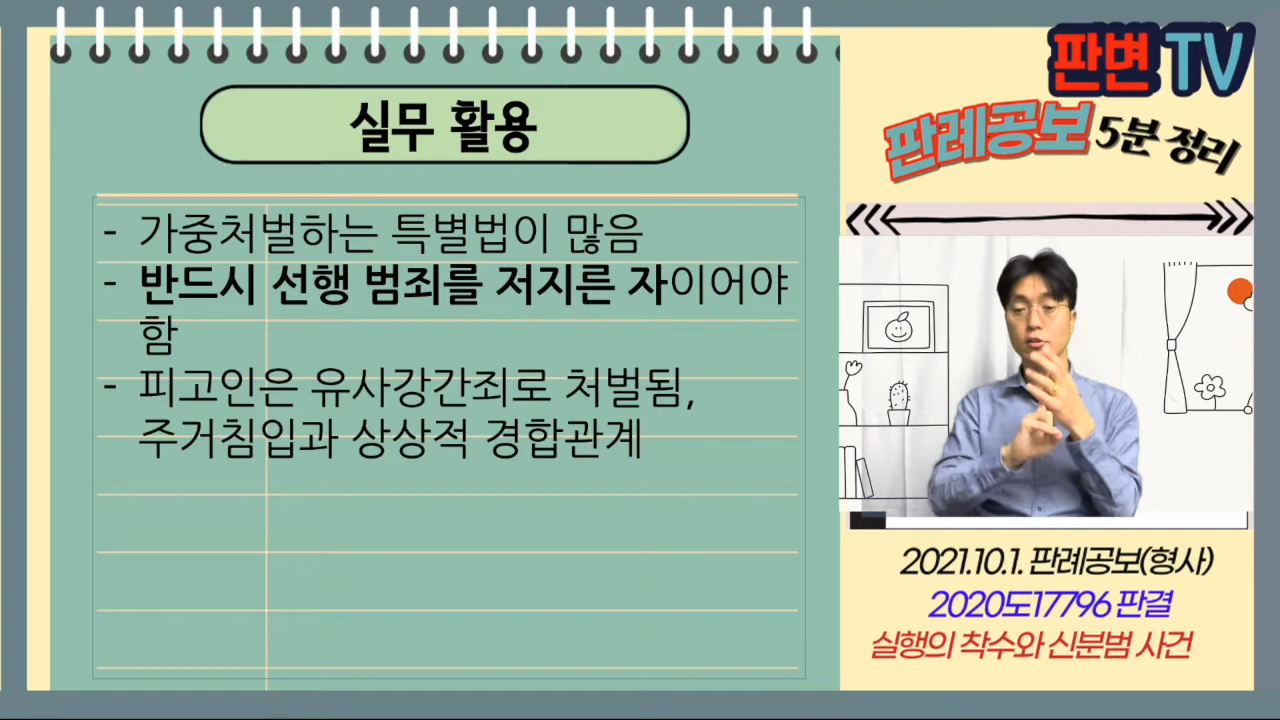 실무 활용
- 가중처벌하는 특별법이 많음
- 반드시 선행 범죄를 저지른 자이어야
함
- 피고인은 유사강간죄로 처벌됨,
주거침입과 상상적 경합관계
판변 TV
판례공보 5분 정리
2021.10.1. 판례공보(형사)
2020도17796 판결
실행의 착수와 신분범 사건